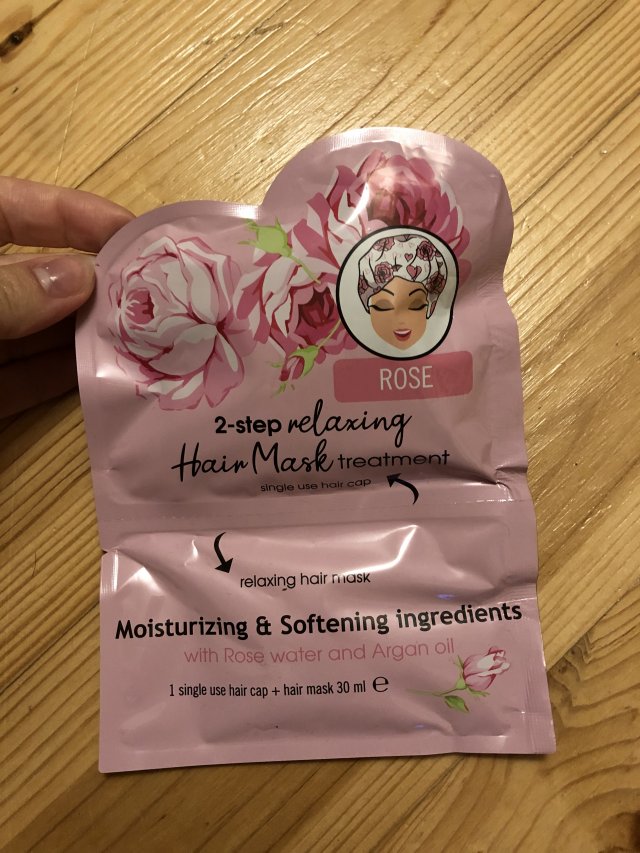 ROSE
2-step relaxing
Hair Mask treatment
single use hair cap
relaxing hair mask
Moisturizing & Softening ingredients
with Rose water and Argan oil
1 single use hair cap + hair mask 30 ml ℮